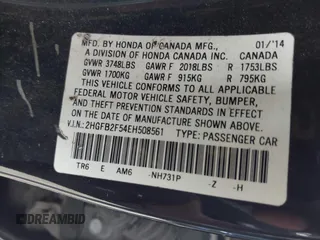 MFD. BY HONDA OF CANADA MFG., 01/'14
A DIVISION OF HONDA CANADA INC. CANADA
GVWR 3748LBS GAWR F 2018LBS R 1753LBS
GVWR 1700KG GAWR F 915KG R 795KG
THIS VEHICLE CONFORMS TO ALL APPLICABLE
FEDERAL MOTOR VEHICLE SAFETY, BUMPER,
AND THEFT PREVENTION STANDARDS IN EFFECT
ON THE DATE OF MANUFACTURE SHOWN ABOVE.
V.I.N.:2HGFB2F54EH508561 TYPE: PASSENGER CAR
TR6 E AM6 -NH731P -Z -H
DREAMBID